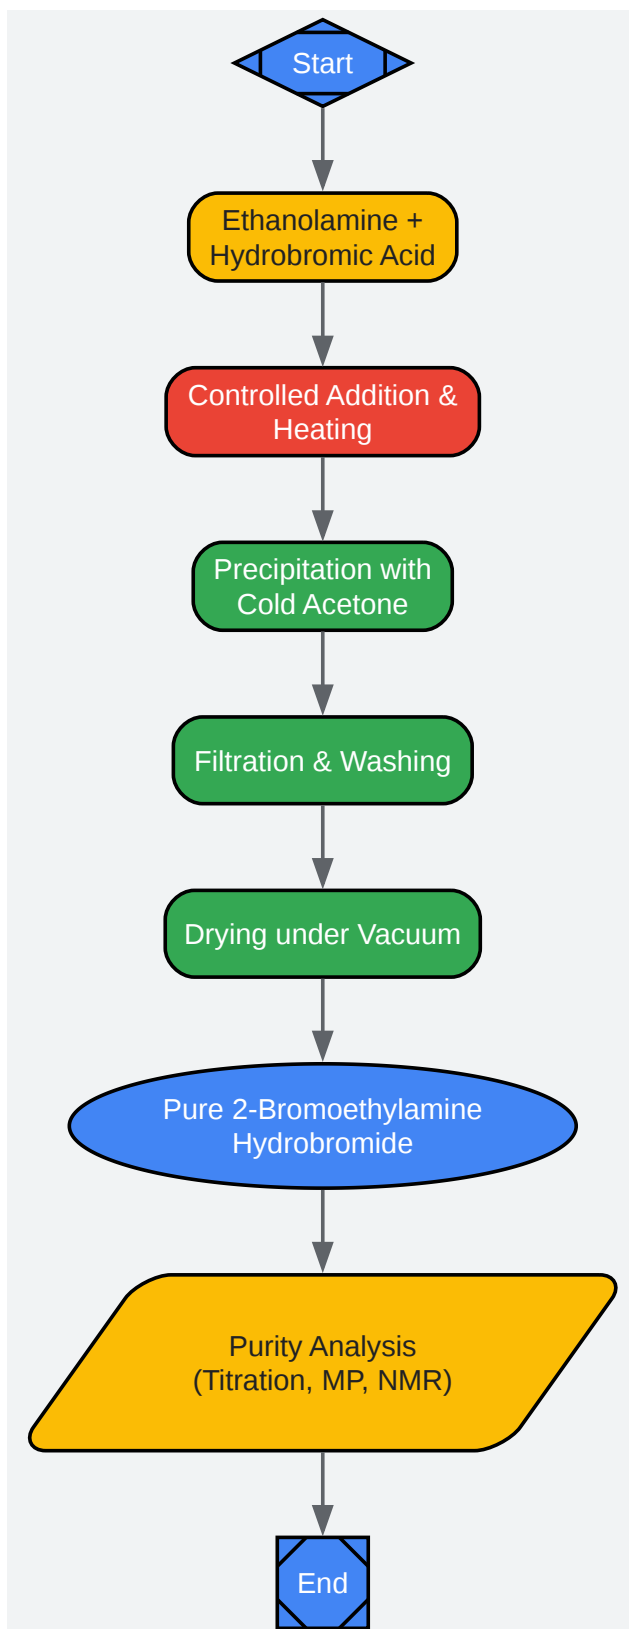 Start
Ethanolamine +
Hydrobromic Acid
Controlled Addition &
Heating
Precipitation with
Cold Acetone
Filtration & Washing
Drying under Vacuum
Pure 2-Bromoethylamine
Hydrobromide
Purity Analysis
(Titration, MP, NMR)
End